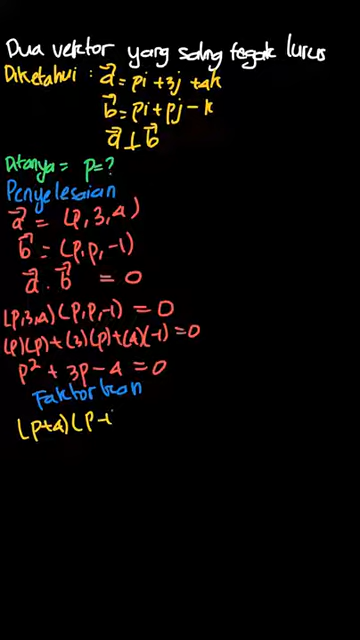 Dua vektor yang saling tegak lurus
Diketahui : a⃗ = pi + 3j + 4k
b⃗ = pi + pj − k
a⃗ ⊥ b⃗
Ditanya = p = ?
Penyelesaian
a⃗ = (p, 3, 4)
b⃗ = (p, p, −1)
a⃗ . b⃗ = 0
(p, 3, 4) (p, p, −1) = 0
(p)(p) + (3)(p) + (4)(−1) = 0
p² + 3p − 4 = 0
Faktorkan
(p+4) (p −